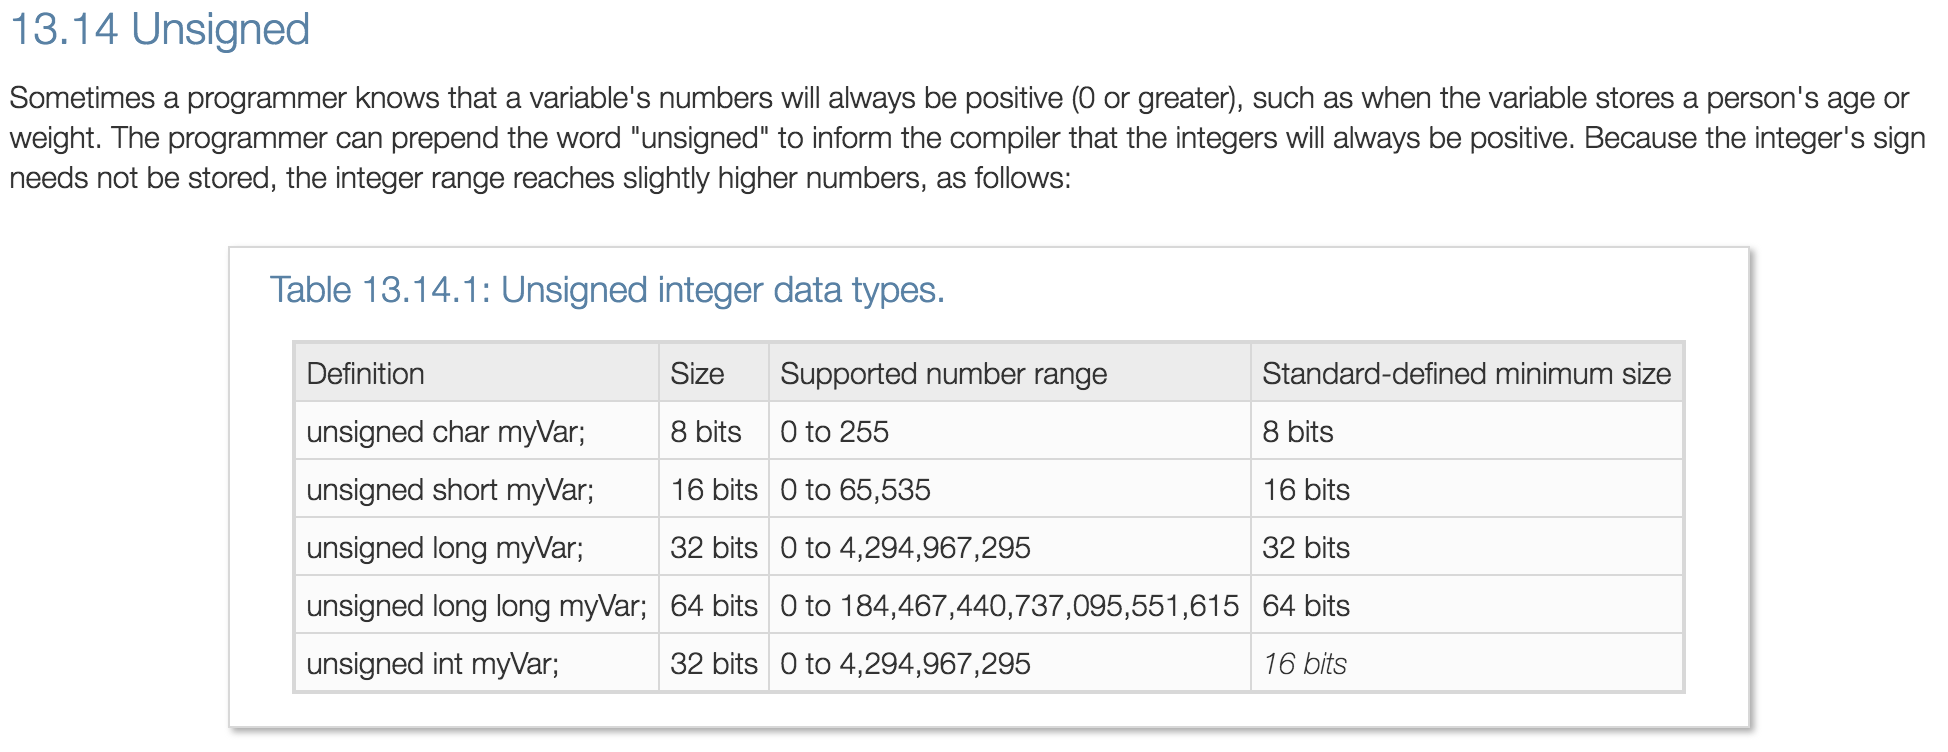 13.14 Unsigned
Sometimes a programmer knows that a variable's numbers will always be positive (0 or greater), such as when the variable stores a person's age or
weight. The programmer can prepend the word "unsigned" to inform the compiler that the integers will always be positive. Because the integer's sign
needs not be stored, the integer range reaches slightly higher numbers, as follows:
Table 13.14.1: Unsigned integer data types.
Definition Size Supported number range Standard-defined minimum size
unsigned char myVar; 8 bits 0 to 255 8 bits
unsigned short myVar; 16 bits 0 to 65,535 16 bits
unsigned long myVar; 32 bits 0 to 4,294,967,295 32 bits
unsigned long long myVar; 64 bits 0 to 184,467,440,737,095,551,615 64 bits
unsigned int myVar; 32 bits 0 to 4,294,967,295 16 bits